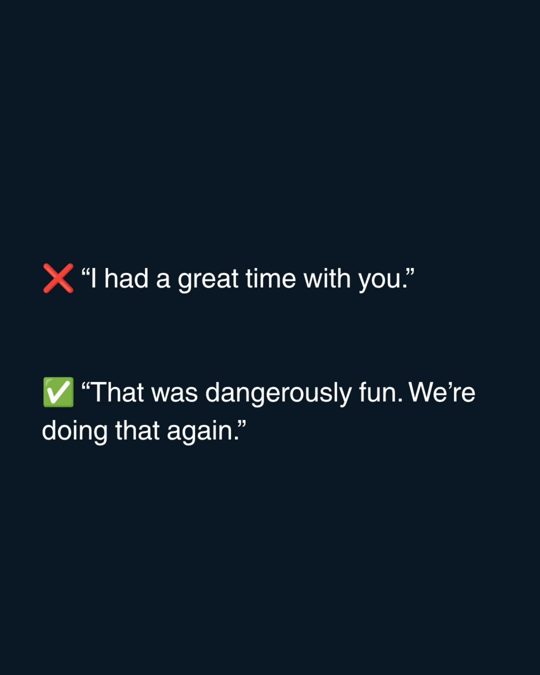 ❌ “I had a great time with you.”
✅ “That was dangerously fun. We’re
doing that again.”